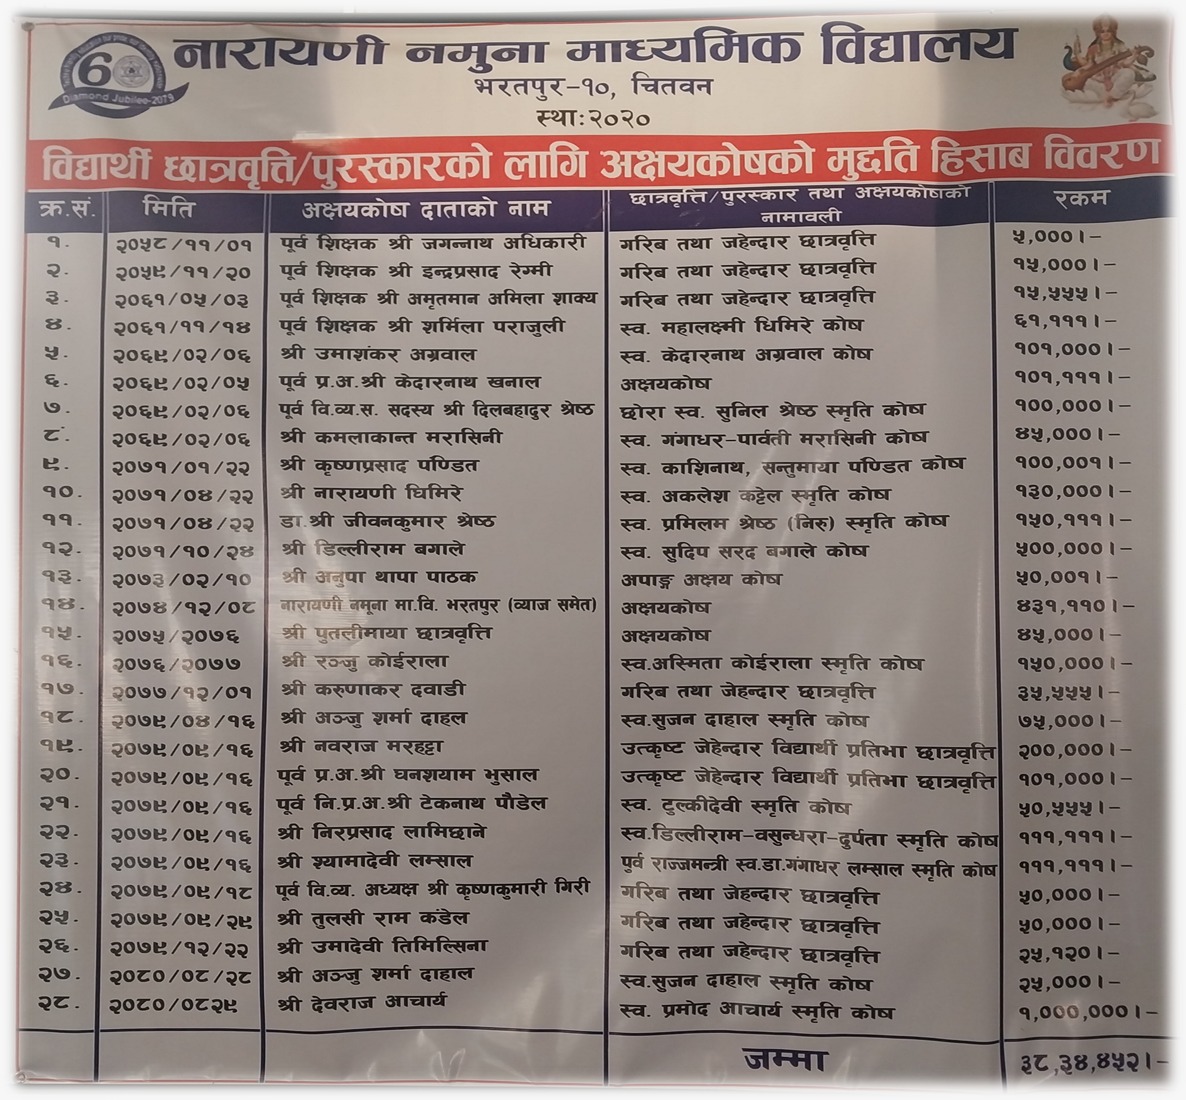 60
Diamond Jubilee-2079
नारायणी नमुना माध्यमिक विद्यालय
भरतपुर-१०, चितवन
स्था: २०२०
विद्यार्थी छात्रवृत्ति/पुरस्कारको लागि अक्षयकोषको मुद्दति हिसाब विवरण
क्र.सं. मिति अक्षयकोष दाताको नाम छात्रवृत्ति/पुरस्कार तथा अक्षयकोषको नामावली रकम
१. २०५८/११/०१ पूर्व शिक्षक श्री जगन्नाथ अधिकारी गरिब तथा जहेन्दार छात्रवृत्ति ५,०००।-
२. २०५९/११/२० पूर्व शिक्षक श्री इन्द्रप्रसाद रेग्मी गरिब तथा जहेन्दार छात्रवृत्ति १५,०००।-
३. २०६१/०५/०३ पूर्व शिक्षक श्री अमृतमान अमिला शाक्य गरिब तथा जहेन्दार छात्रवृत्ति १५,५५५।-
४. २०६१/११/१४ पूर्व शिक्षक श्री शर्मिला पराजुली स्व. महालक्ष्मी घिमिरे कोष ६१,१११।-
५. २०६९/०२/०६ श्री उमाशंकर अग्रवाल स्व. केदारनाथ अग्रवाल कोष १०१,०००।-
६. २०६९/०२/०५ पूर्व प्र.अ.श्री केदारनाथ खनाल अक्षयकोष १०१,१११।-
७. २०६९/०२/०६ पूर्व वि.व्य.स. सदस्य श्री दिलबहादुर श्रेष्ठ छोरा स्व. सुनिल श्रेष्ठ स्मृति कोष १००,०००।-
८. २०६९/०२/०६ श्री कमलाकान्त मरासिनी स्व. गंगाधर-पार्वती मरासिनी कोष ४५,०००।-
९. २०७१/०१/२२ श्री कृष्णप्रसाद पण्डित स्व. काशिनाथ, सन्तुमाया पण्डित कोष १००,००१।-
१०. २०७१/०४/२२ श्री नारायणी घिमिरे स्व. अकलेश कट्टेल स्मृति कोष १३०,०००।-
११. २०७१/०४/२२ डा.श्री जीवनकुमार श्रेष्ठ स्व. प्रमिलम श्रेष्ठ (निरु) स्मृति कोष १५०,१११।-
१२. २०७१/१०/२४ श्री डिल्लीराम बगाले स्व. सुदिप सरद बगाले कोष ५००,०००।-
१३. २०७३/०२/१० श्री अनुपा थापा पाठक अपाङ्ग अक्षय कोष ५०,००१।-
१४. २०७४/१२/०८ नारायणी नमूना मा.वि. भरतपुर (व्याज समेत) अक्षयकोष ४३१,११०।-
१५. २०७५/२०७६ श्री पुतलीमाया छात्रवृत्ति अक्षयकोष ४५,०००।-
१६. २०७६/२०७७ श्री रञ्जु कोईराला स्व.अस्मिता कोईराला स्मृति कोष १५०,०००।-
१७. २०७७/१२/०१ श्री करुणाकर दवाडी गरिब तथा जेहन्दार छात्रवृत्ति ३५,५५५।-
१८. २०७९/०४/१६ श्री अञ्जु शर्मा दाहल स्व.सुजन दाहाल स्मृति कोष ७५,०००।-
१९. २०७९/०९/१६ श्री नवराज मरहट्टा उत्कृष्ट जेहेन्दार विद्यार्थी प्रतिभा छात्रवृत्ति २००,०००।-
२०. २०७९/०९/१६ पूर्व प्र.अ.श्री घनशयाम भुसाल उत्कृष्ट जेहेन्दार विद्यार्थी प्रतिभा छात्रवृत्ति १०१,०००।-
२१. २०७९/०९/१६ पूर्व नि.प्र.अ.श्री टेकनाथ पौडेल स्व. टुल्कीदेवी स्मृति कोष ५०,५५५।-
२२. २०७९/०९/१६ श्री निरप्रसाद लामिछाने स्व.डिल्लीराम-वसुन्धरा-दुर्पता स्मृति कोष १११,१११।-
२३. २०७९/०९/१६ श्री श्यामादेवी लम्साल पुर्व राज्जमन्त्री स्व.डा.गंगाधर लम्साल स्मृति कोष १११,१११।-
२४. २०७९/०९/१८ पूर्व वि.व्य. अध्यक्ष श्री कृष्णकुमारी गिरी गरिब तथा जेहन्दार छात्रवृत्ति ५०,०००।-
२५. २०७९/०९/२९ श्री तुलसी राम कंडेल गरिब तथा जहेन्दार छात्रवृत्ति ५०,०००।-
२६. २०७९/१२/२२ श्री उमादेवी तिमिल्सिना गरिब तथा जहेन्दार छात्रवृत्ति २५,१२०।-
२७. २०८०/०८/२८ श्री अञ्जु शर्मा दाहाल स्व.सुजन दाहाल स्मृति कोष २५,०००।-
२८. २०८०/०८२९ श्री देवराज आचार्य स्व. प्रमोद आचार्य स्मृति कोष १,०००,०००।-
जम्मा ३८,३४,४५२।-